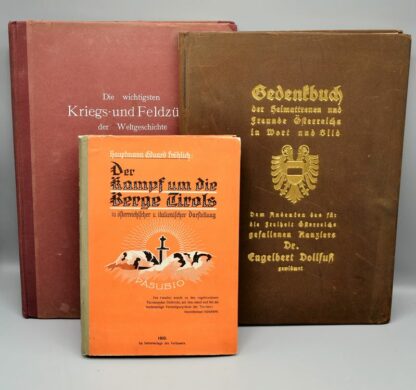 Die wichtigsten
Kriegs- und Feldzü
der Weltgeschichte
Gedenkbuch
der Heimattreuen und
Freunde Österreichs
in Wort und Bild
Dem Andenken des für
die Freiheit Österreichs
gefallenen Kanzlers
Dr.
Engelbert Dollfuß
gewidmet
Hauptmann Eduard Fröhlich:
Der
Kampf um die
Berge Tirols
in österreichischer u. italienischer Darstellung
PASUBIO
Im Selbstverlage des Verfassers